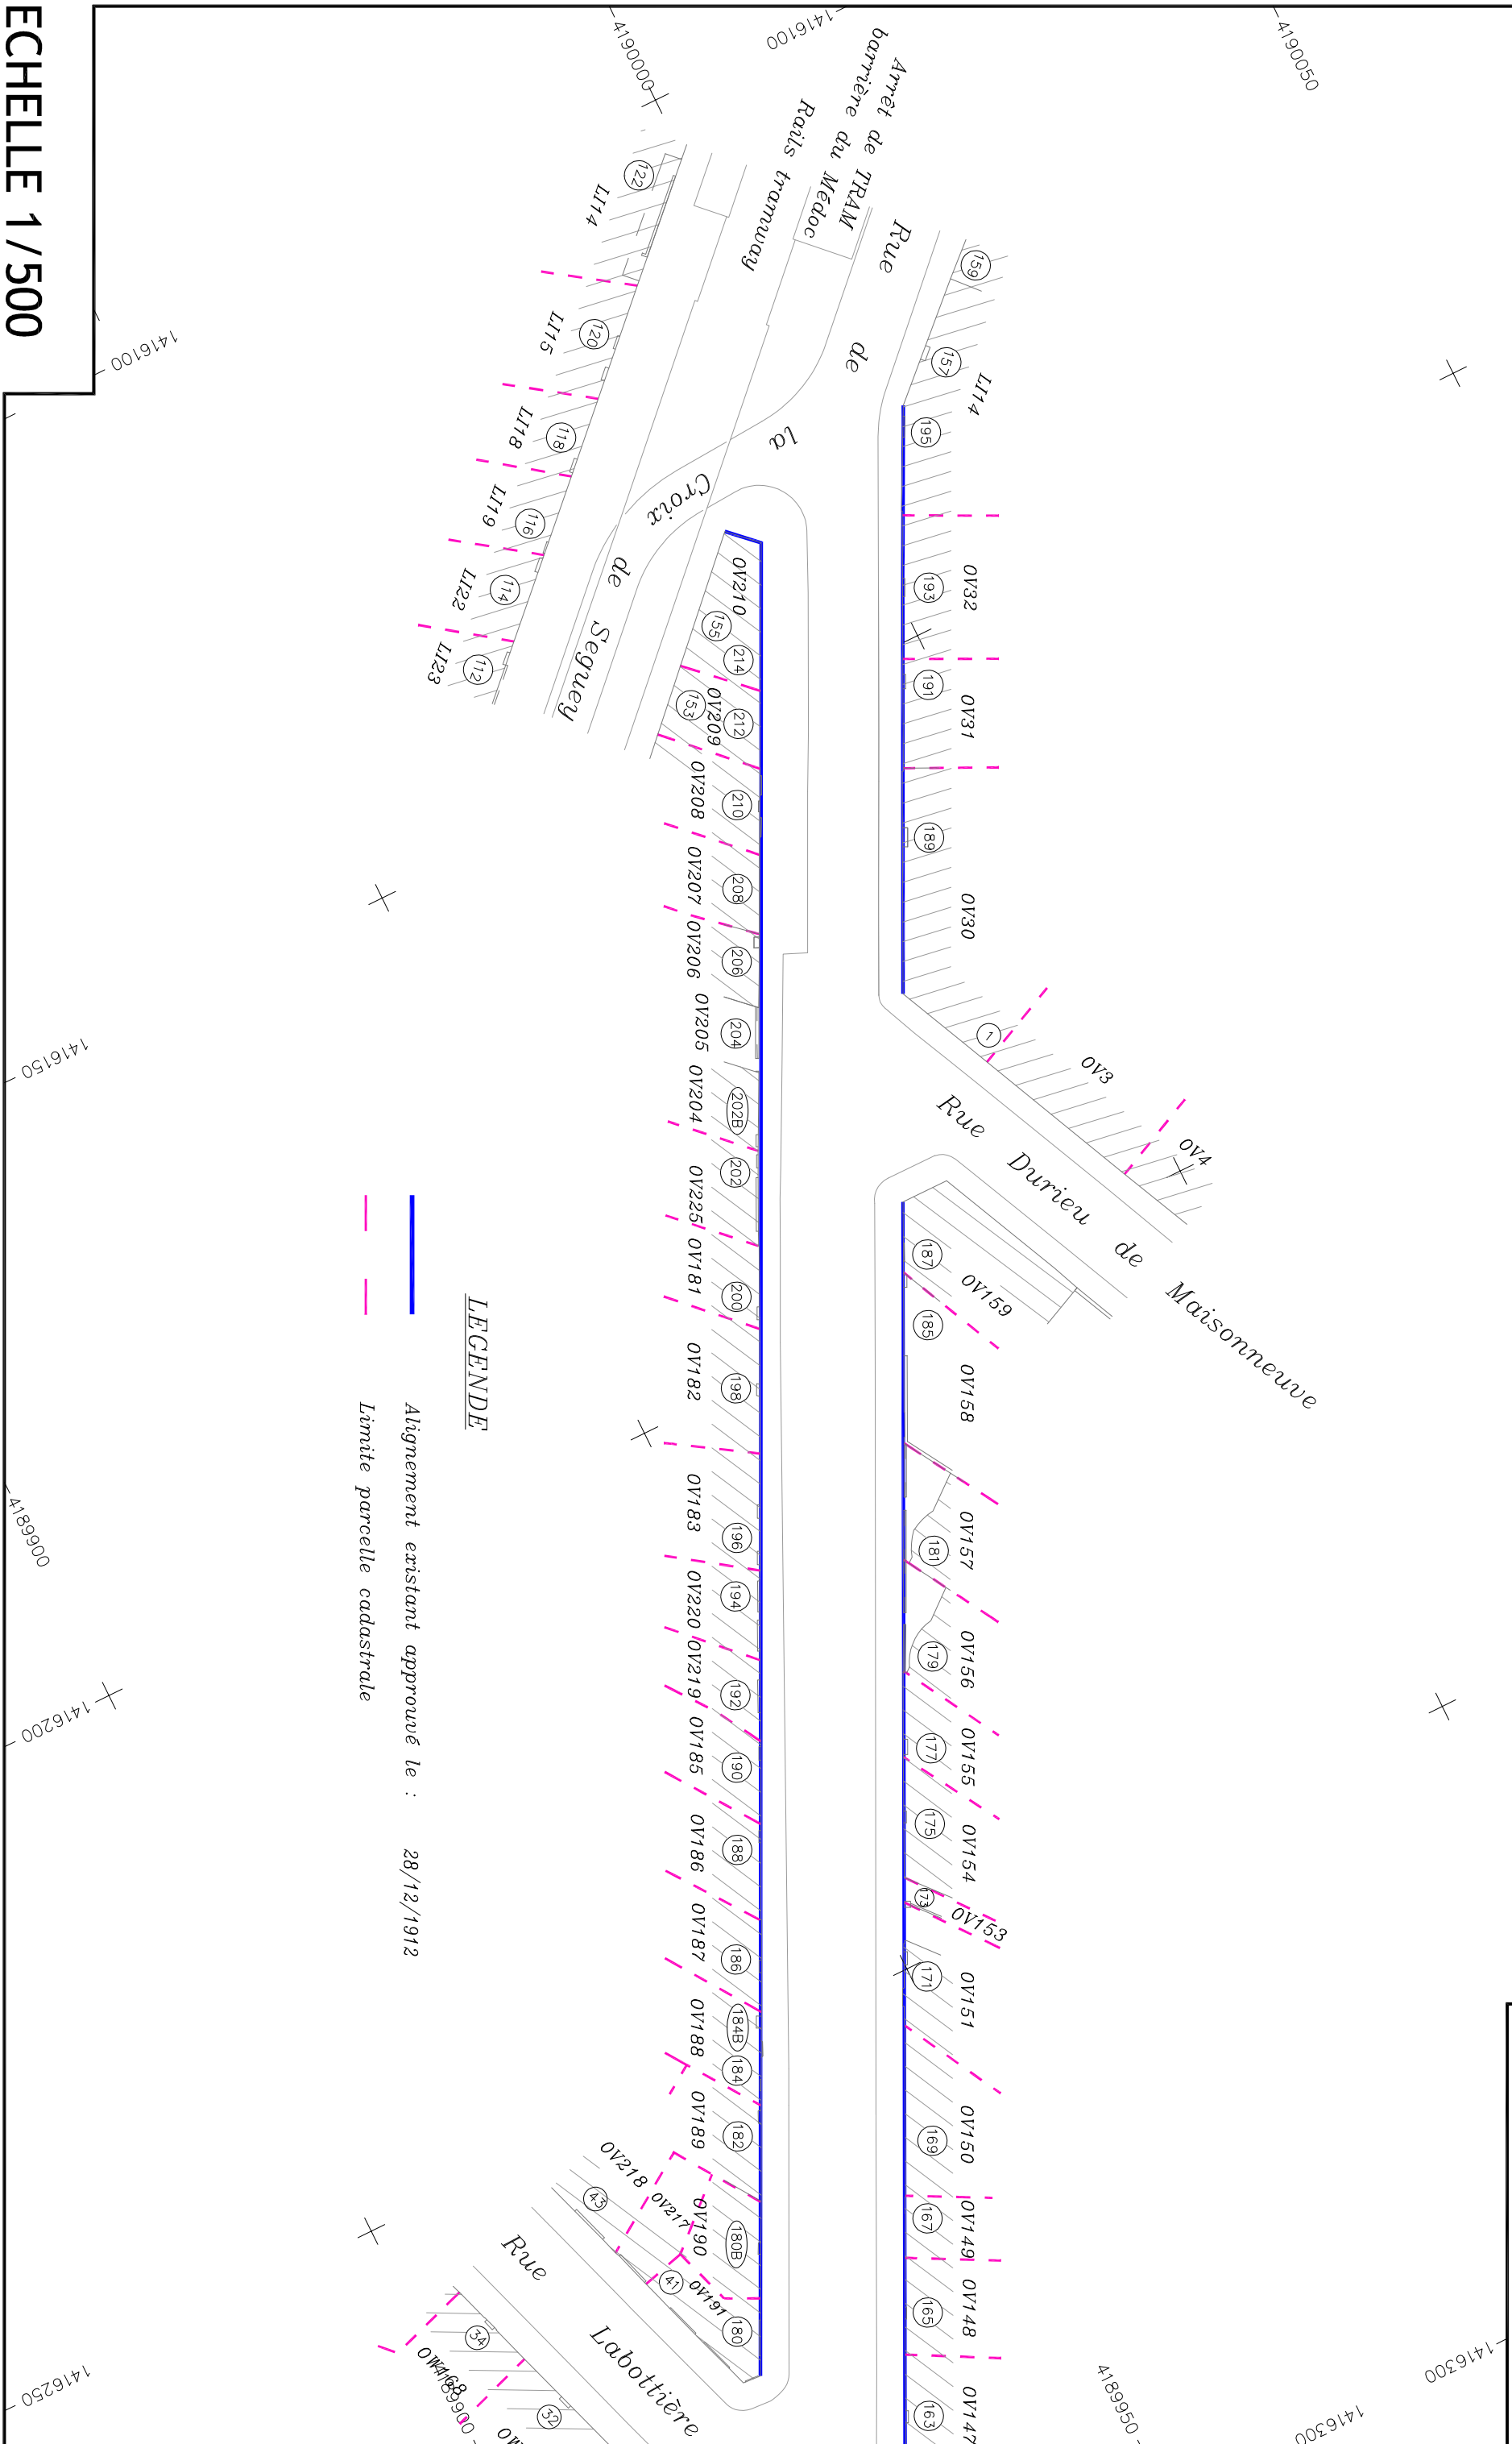 ECHELLE 1/500
4190000
1416100
4190050
Arrêt de TRAM
barrière du Médoc
Rails tramway
Rue de la Croix de Seguey
122
LI14
120
LI15
118
LI18
116
LI19
114
LI22
112
LI23
1416100
159
157
LI14
195
193
OV32
191
OV31
189
OV30
1
OV3
OV4
Rue Durieu de Maisonneuve
OV210
155
214
OV209
153
212
OV208
210
OV207
208
OV206
206
OV205
204
OV204
202B
OV225
202
OV181
200
OV182
198
OV183
196
OV220
194
OV219
192
OV185
190
OV186
188
OV187
186
OV188
184B
184
OV189
182
OV218
43
OV217
OV190
180B
41
OV191
180
187
OV159
185
OV158
OV157
181
OV156
179
OV155
177
OV154
175
173
OV153
171
OV151
OV150
169
OV149
167
OV148
165
OV147
163
1416150
4189900
1416200
1416250
LEGENDE
Alignement existant approuvé le : 28/12/1912
Limite parcelle cadastrale
Rue Labottière
34
OW168
4189900
32
4189950
1416300
1416300